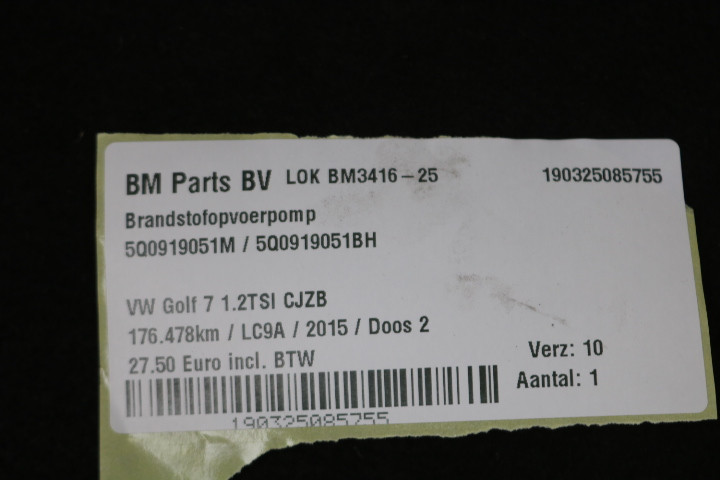 BM Parts BV LOK BM3416-25 190325085755
Brandstofopvoerpomp
5Q0919051M / 5Q0919051BH
VW Golf 7 1.2TSI CJZB
176.478km / LC9A / 2015 / Doos 2
27.50 Euro incl. BTW
Verz: 10
Aantal: 1
190325085755